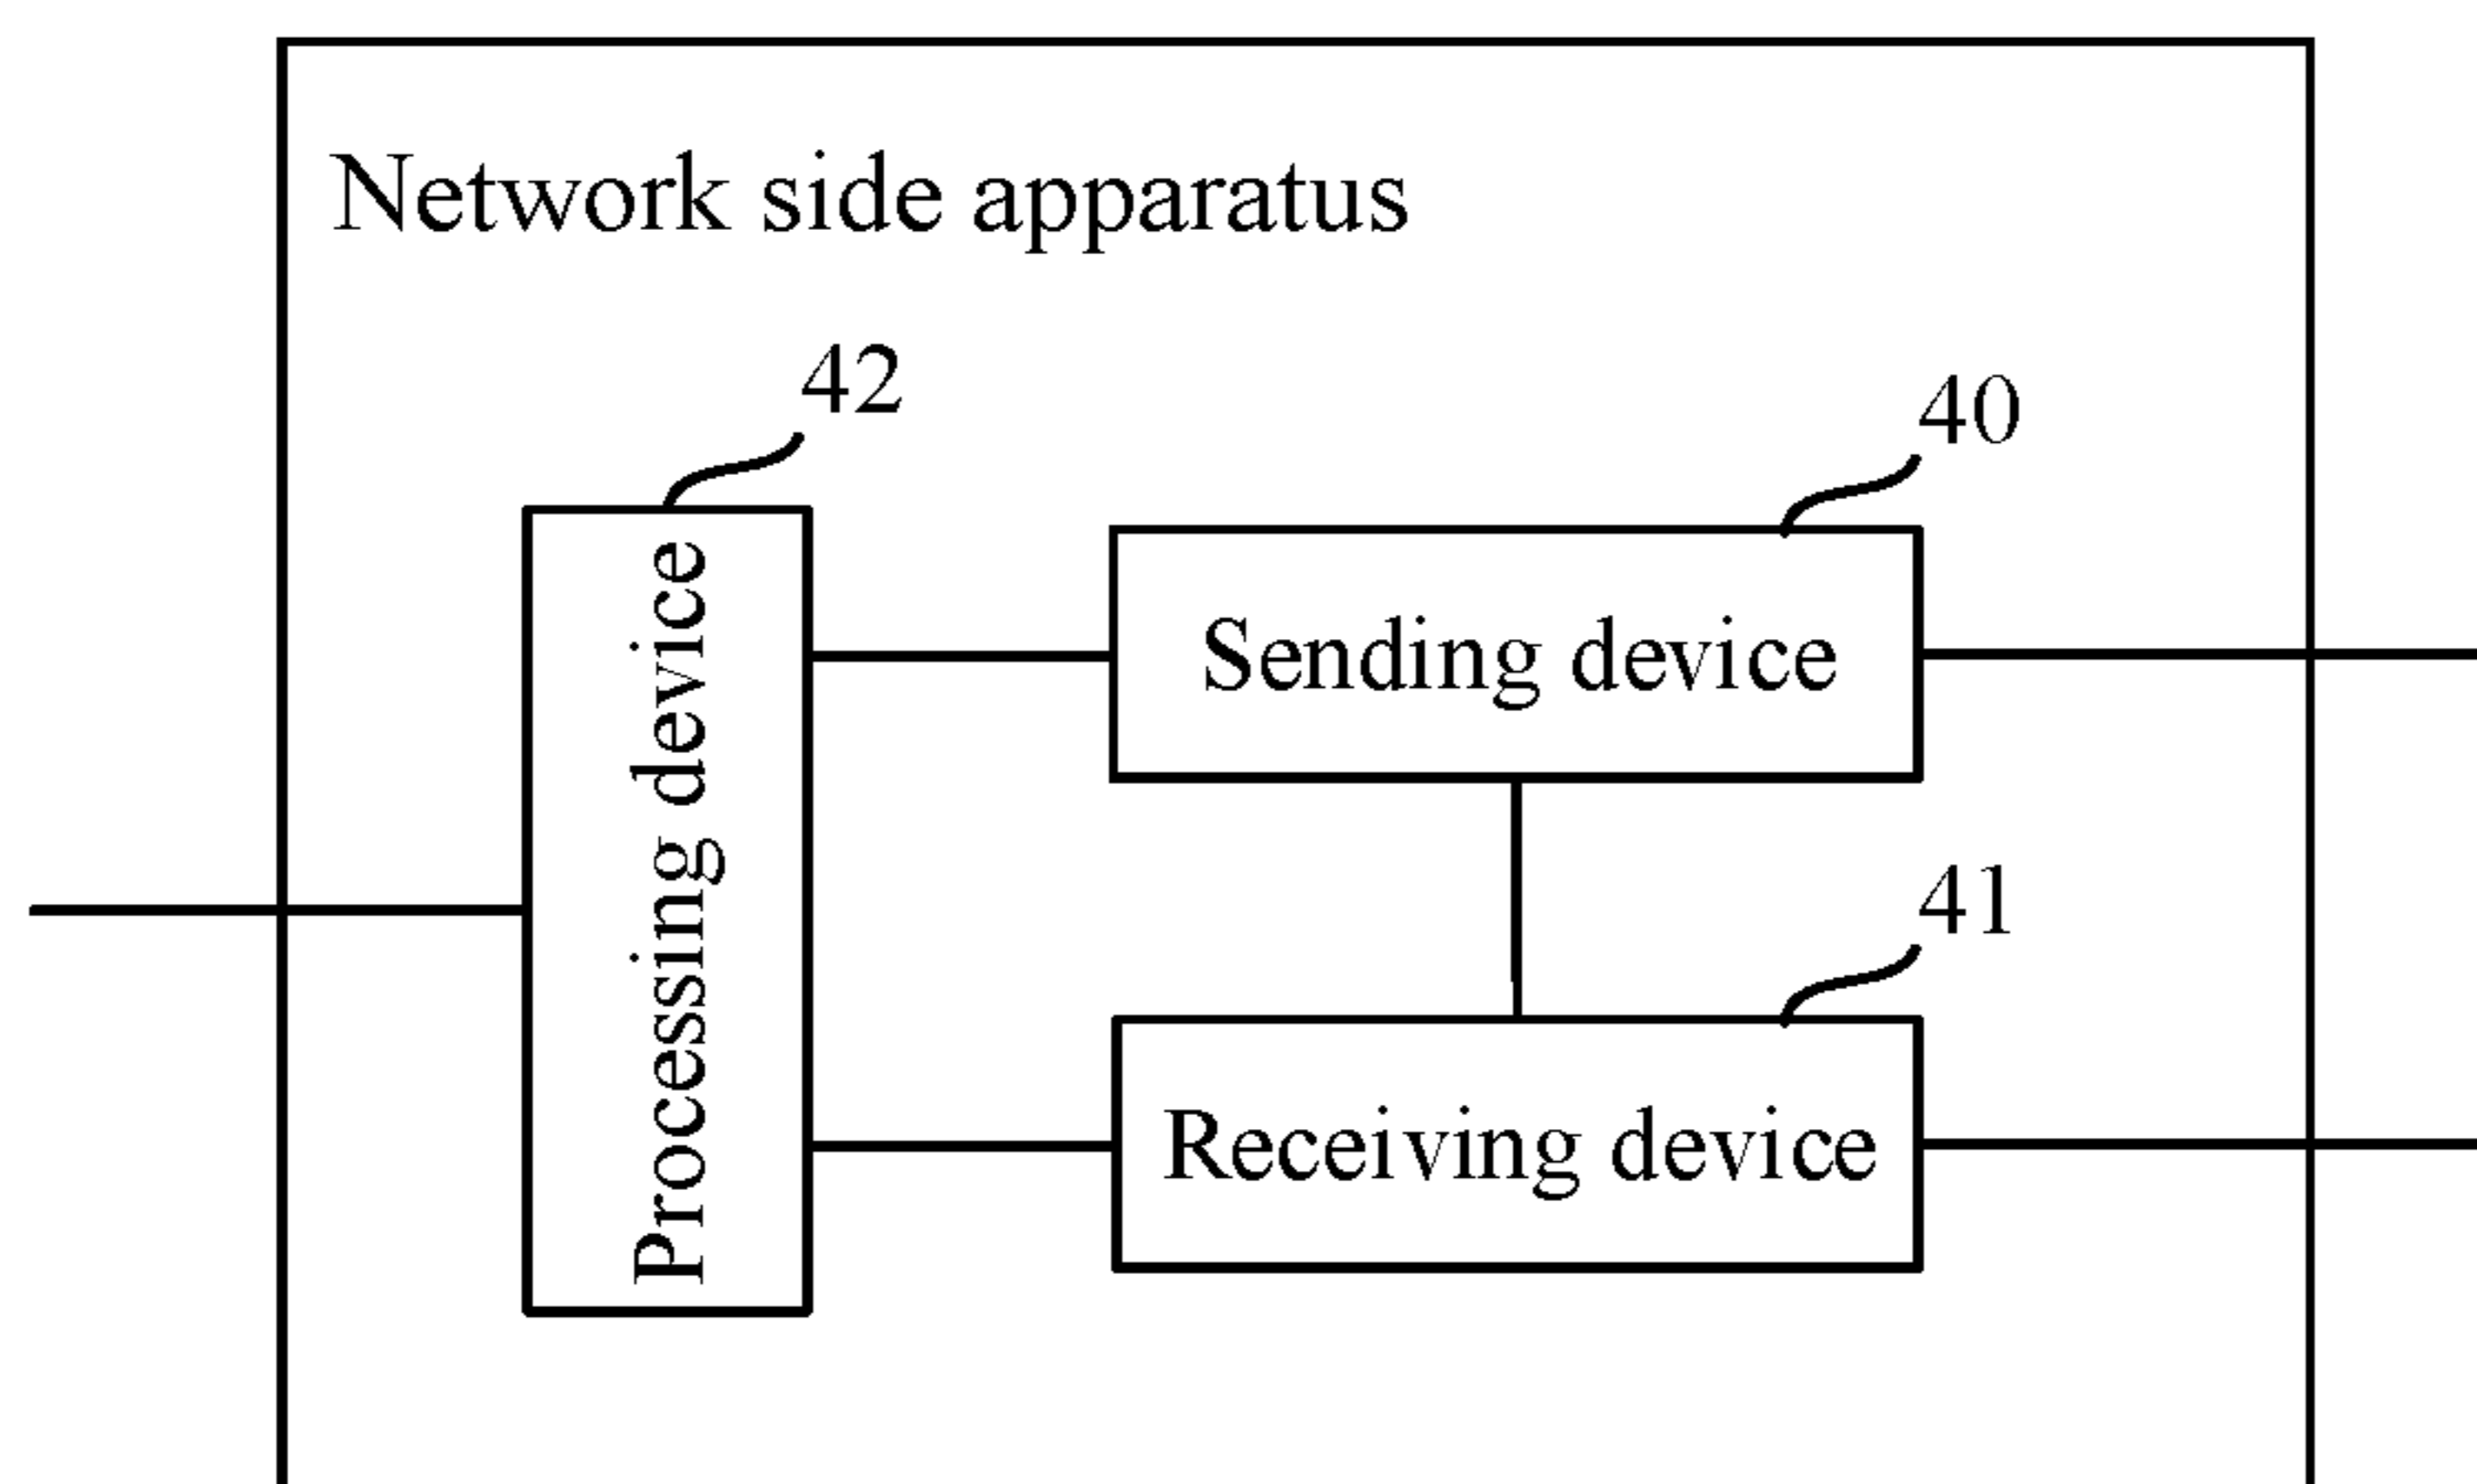 Network side apparatus
42
40
Processing device
Sending device
41
Receiving device